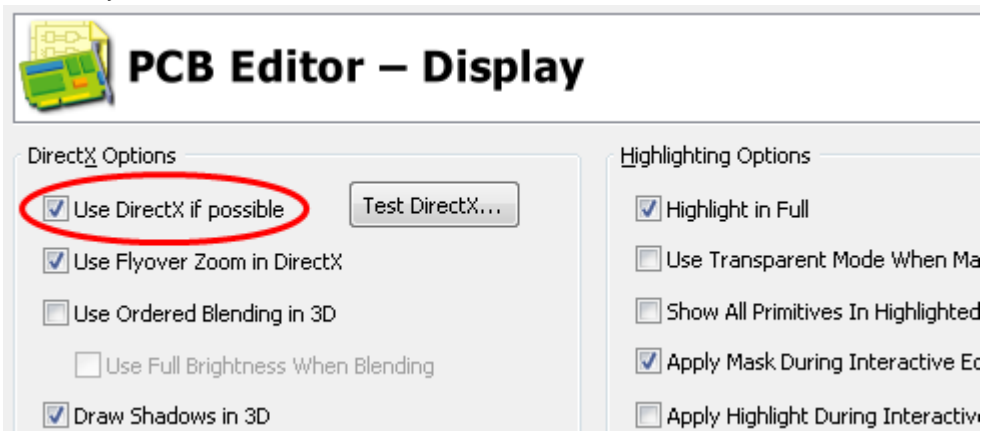 PCB Editor – Display
DirectX Options
Use DirectX if possible
Test DirectX...
Use Flyover Zoom in DirectX
Use Ordered Blending in 3D
Use Full Brightness When Blending
Draw Shadows in 3D
Highlighting Options
Highlight in Full
Use Transparent Mode When Ma
Show All Primitives In Highlighted
Apply Mask During Interactive Ed
Apply Highlight During Interactive